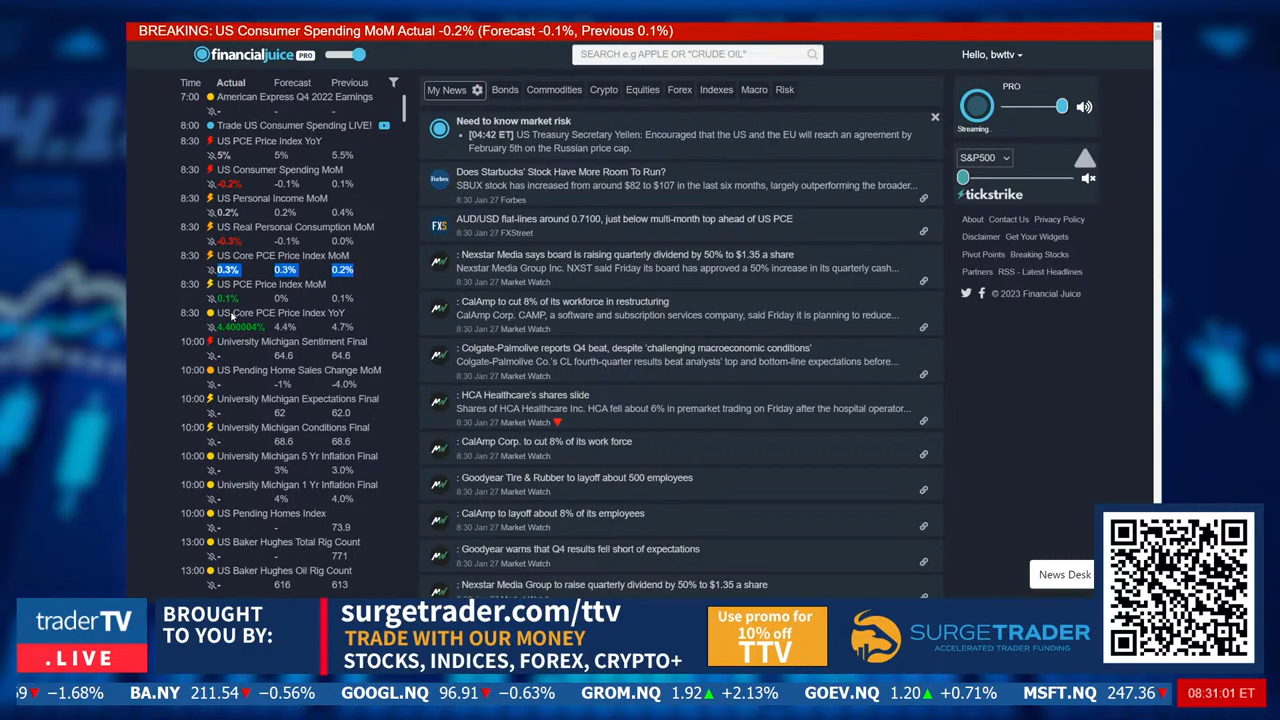 BREAKING: US Consumer Spending MoM Actual -0.2% (Forecast -0.1%, Previous 0.1%)
financialjuice PRO
SEARCH e.g APPLE OR "CRUDE OIL"
Hello, bwttv
Time Actual Forecast Previous
7:00 American Express Q4 2022 Earnings
- - -
8:00 Trade US Consumer Spending LIVE!
8:30 US PCE Price Index YoY
5% 5% 5.5%
8:30 US Consumer Spending MoM
-0.2% -0.1% 0.1%
8:30 US Personal Income MoM
0.2% 0.2% 0.4%
8:30 US Real Personal Consumption MoM
-0.3% -0.1% 0.0%
8:30 US Core PCE Price Index MoM
0.3% 0.3% 0.2%
8:30 US PCE Price Index MoM
0.1% 0% 0.1%
8:30 US Core PCE Price Index YoY
4.400004% 4.4% 4.7%
10:00 University Michigan Sentiment Final
- 64.6 64.6
10:00 US Pending Home Sales Change MoM
- -1% -4.0%
10:00 University Michigan Expectations Final
- 62 62.0
10:00 University Michigan Conditions Final
- 68.6 68.6
10:00 University Michigan 5 Yr Inflation Final
- 3% 3.0%
10:00 University Michigan 1 Yr Inflation Final
- 4% 4.0%
10:00 US Pending Homes Index
- - 73.9
13:00 US Baker Hughes Total Rig Count
- - 771
13:00 US Baker Hughes Oil Rig Count
- 616 613
My News Bonds Commodities Crypto Equities Forex Indexes Macro Risk
Need to know market risk
• [04:42 ET] US Treasury Secretary Yellen: Encouraged that the US and the EU will reach an agreement by
February 5th on the Russian price cap.
Forbes
Does Starbucks' Stock Have More Room To Run?
SBUX stock has increased from around $82 to $107 in the last six months, largely outperforming the broader...
8:30 Jan 27 Forbes
FXS
AUD/USD flat-lines around 0.7100, just below multi-month top ahead of US PCE
8:30 Jan 27 FXStreet
: Nexstar Media says board is raising quarterly dividend by 50% to $1.35 a share
Nexstar Media Group Inc. NXST said Friday its board has approved a 50% increase in its quarterly cash...
8:30 Jan 27 Market Watch
: CalAmp to cut 8% of its workforce in restructuring
CalAmp Corp. CAMP, a software and subscription services company, said Friday it is planning to reduce...
8:30 Jan 27 Market Watch
: Colgate-Palmolive reports Q4 beat, despite 'challenging macroeconomic conditions'
Colgate-Palmolive Co.'s CL fourth-quarter results beat analysts' top and bottom-line expectations before...
8:30 Jan 27 Market Watch
: HCA Healthcare's shares slide
Shares of HCA Healthcare Inc. HCA fell about 6% in premarket trading on Friday after the hospital operator...
8:30 Jan 27 Market Watch
: CalAmp Corp. to cut 8% of its work force
8:30 Jan 27 Market Watch
: Goodyear Tire & Rubber to layoff about 500 employees
8:30 Jan 27 Market Watch
: CalAmp to layoff about 8% of its employees
8:30 Jan 27 Market Watch
: Goodyear warns that Q4 results fell short of expectations
8:30 Jan 27 Market Watch
: Nexstar Media Group to raise quarterly dividend by 50% to $1.35 a share
PRO
Streaming..
S&P500
tickstrike
About Contact Us Privacy Policy
Disclaimer Get Your Widgets
Pivot Points Breaking Stocks
Partners RSS - Latest Headlines
© 2023 Financial Juice
News Desk
traderTV
.LIVE
BROUGHT
TO YOU BY:
surgetrader.com/ttv
TRADE WITH OUR MONEY
STOCKS, INDICES, FOREX, CRYPTO+
Use promo for
10% off
TTV
SURGETRADER
ACCELERATED TRADER FUNDING
69 −1.68% BA.NY 211.54 −0.56% GOOGL.NQ 96.91 −0.63% GROM.NQ 1.92 +2.13% GOEV.NQ 1.20 +0.71% MSFT.NQ 247.36
08:31:01 ET